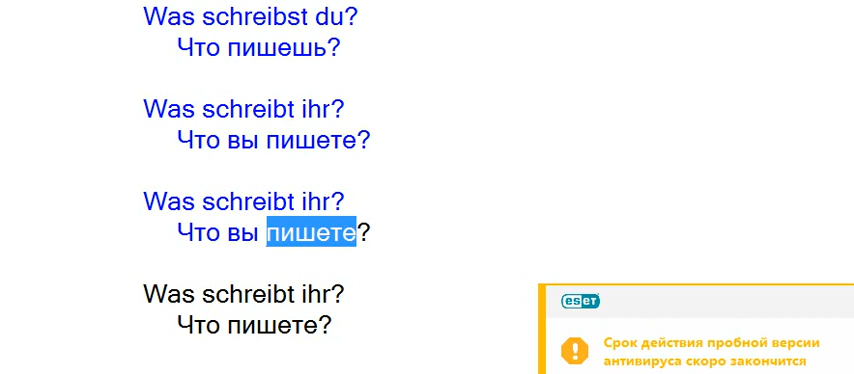 Was schreibst du?
Что пишешь?
Was schreibt ihr?
Что вы пишете?
Was schreibt ihr?
Что вы пишете?
Was schreibt ihr?
Что пишете?
eseт
Срок действия пробной версии
антивируса скоро закончится